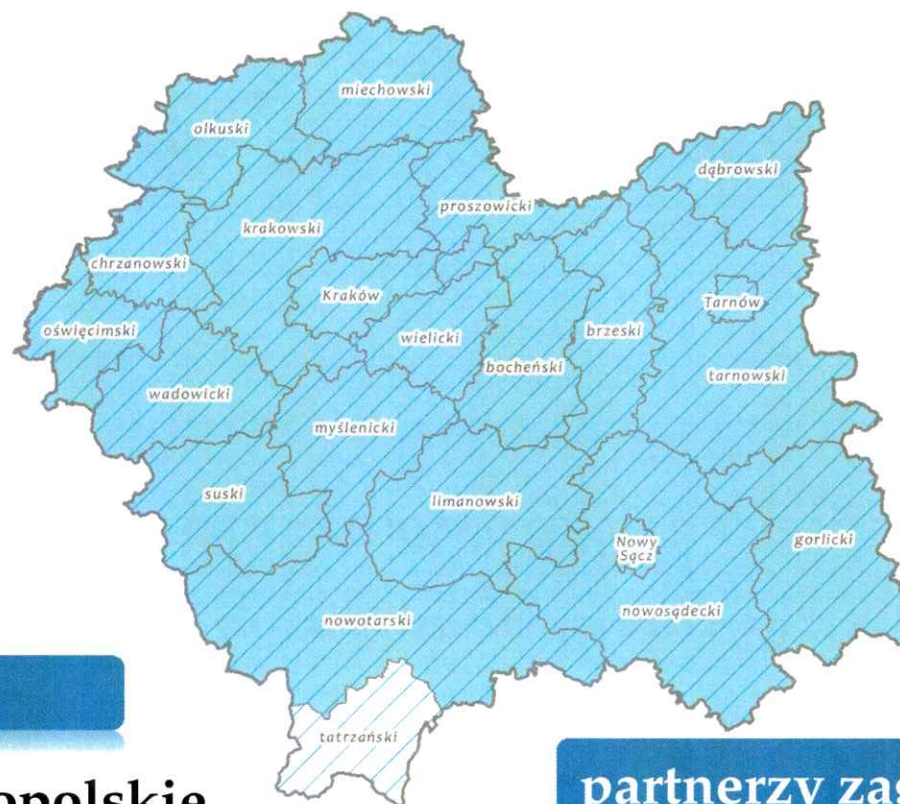 miechowski
olkuski
dąbrowski
proszowicki
krakowski
chrzanowski
Kraków
Tarnów
oświęcimski
wielicki
brzeski
bocheński
tarnowski
wadowicki
myślenicki
suski
limanowski
Nowy
Sącz
gorlicki
nowosądecki
nowotarski
tatrzański
partnerzy